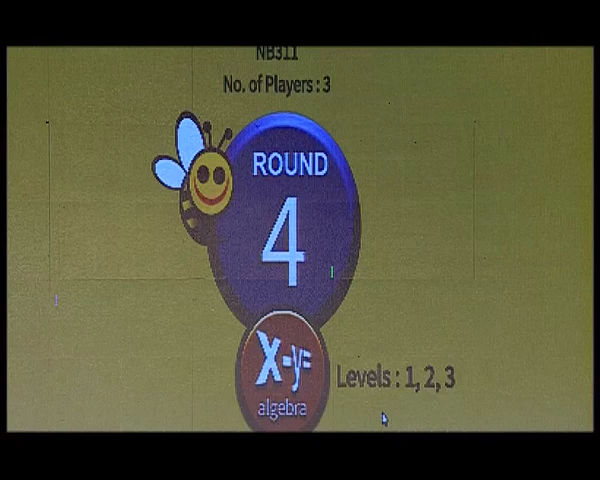 NB311
No. of Players : 3
ROUND
4
X-y=
algebra
Levels : 1, 2, 3